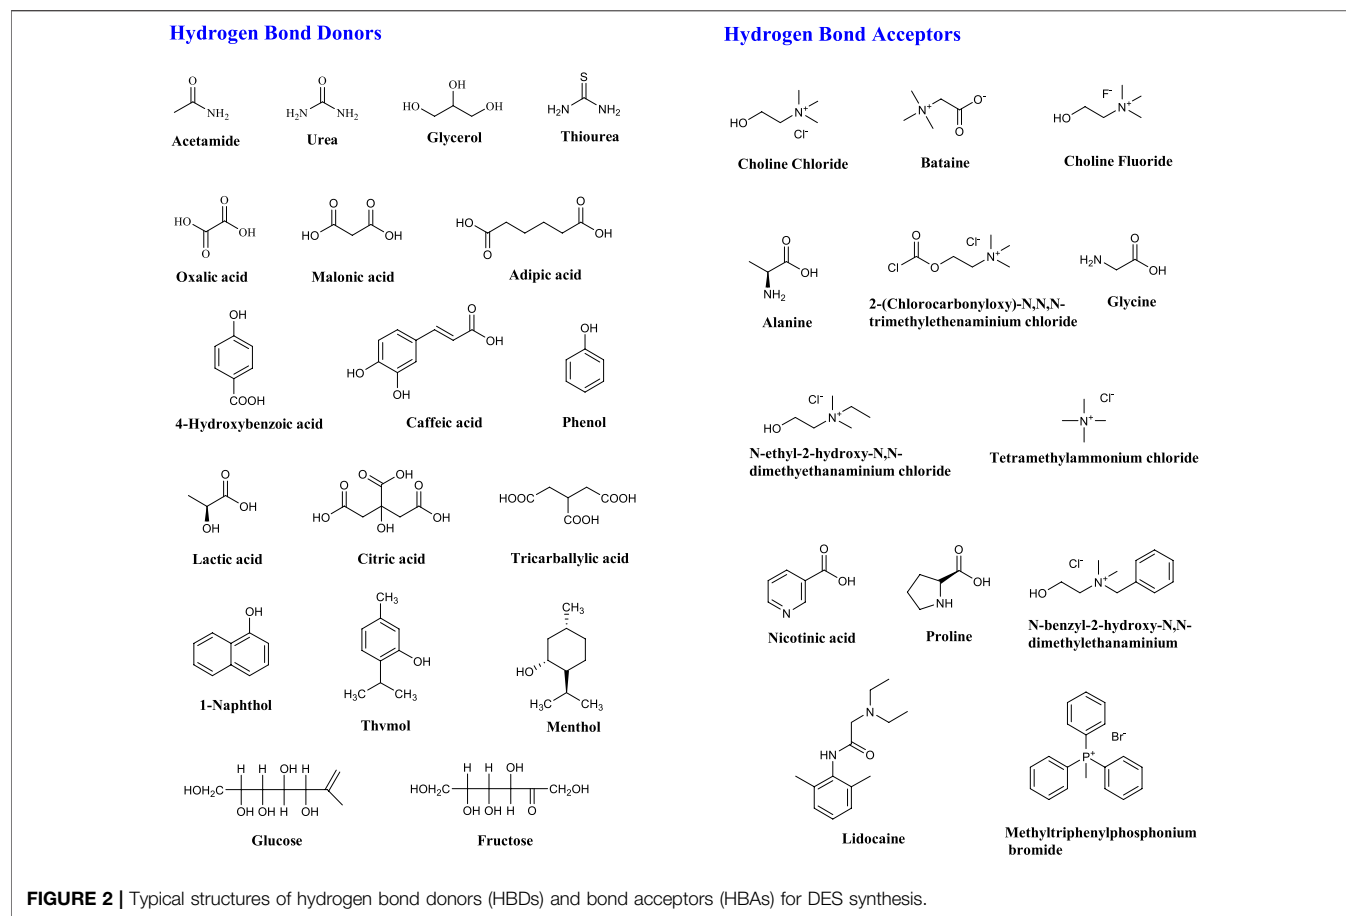 Hydrogen Bond Donors
Hydrogen Bond Acceptors
O
NH₂
Acetamide
O
H₂N NH₂
Urea
OH
HO OH
Glycerol
S
H₂N NH₂
Thiourea
HO N⁺
Cl⁻
Choline Chloride
N⁺ O⁻
O
Bataine
F⁻
HO N⁺
Choline Fluoride
O
HO
OH
O
Oxalic acid
O O
HO OH
Malonic acid
O
HO
OH
O
Adipic acid
O
OH
NH₂
Alanine
O Cl⁻
Cl O N⁺
2-(Chlorocarbonyloxy)-N,N,N-
trimethylethenaminium chloride
O
H₂N
OH
Glycine
OH
COOH
4-Hydroxybenzoic acid
O
OH
HO
OH
Caffeic acid
OH
Phenol
Cl⁻
HO N⁺
N-ethyl-2-hydroxy-N,N-
dimethyethanaminium chloride
Cl⁻
N⁺
Tetramethylammonium chloride
O
OH
OH
Lactic acid
O OH
O O
HO OH
OH
Citric acid
HOOC COOH
COOH
Tricarballylic acid
O
OH
N
Nicotinic acid
O
OH
NH
Proline
Cl⁻
HO N⁺
N-benzyl-2-hydroxy-N,N-
dimethylethanaminium
OH
1-Naphthol
CH₃
OH
H₃C CH₃
Thvmol
CH₃
HO
H₃C CH₃
Menthol
N
HN O
Lidocaine
Br⁻
P⁺
Methyltriphenylphosphonium
bromide
H H OH H
HOH₂C
OH OH H OH
Glucose
H H OH
HOH₂C CH₂OH
OH OH H O
Fructose
FIGURE 2 | Typical structures of hydrogen bond donors (HBDs) and bond acceptors (HBAs) for DES synthesis.